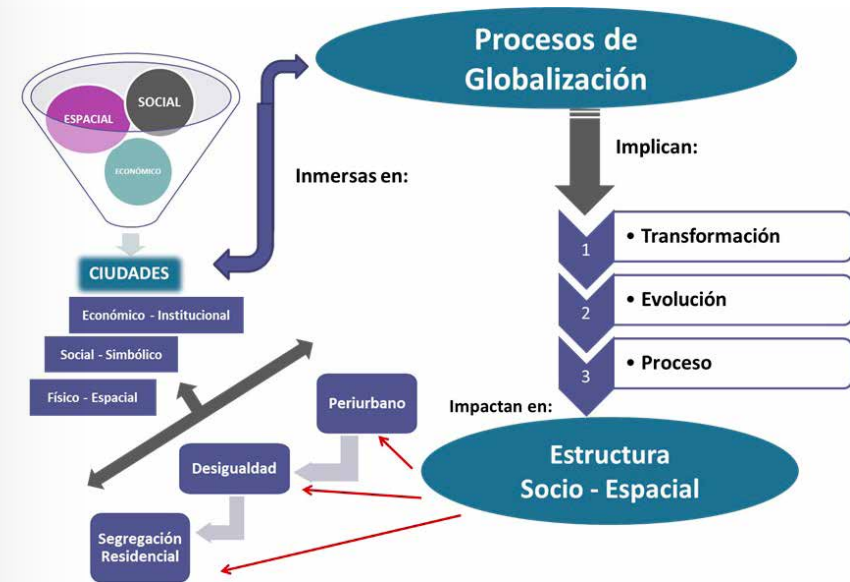 Procesos de
Globalización
ESPACIAL
SOCIAL
ECONÓMICO
Inmersas en:
Implican:
CIUDADES
Económico - Institucional
Social - Simbólico
Físico - Espacial
1
• Transformación
2
• Evolución
3
• Proceso
Impactan en:
Estructura
Socio - Espacial
Periurbano
Desigualdad
Segregación
Residencial